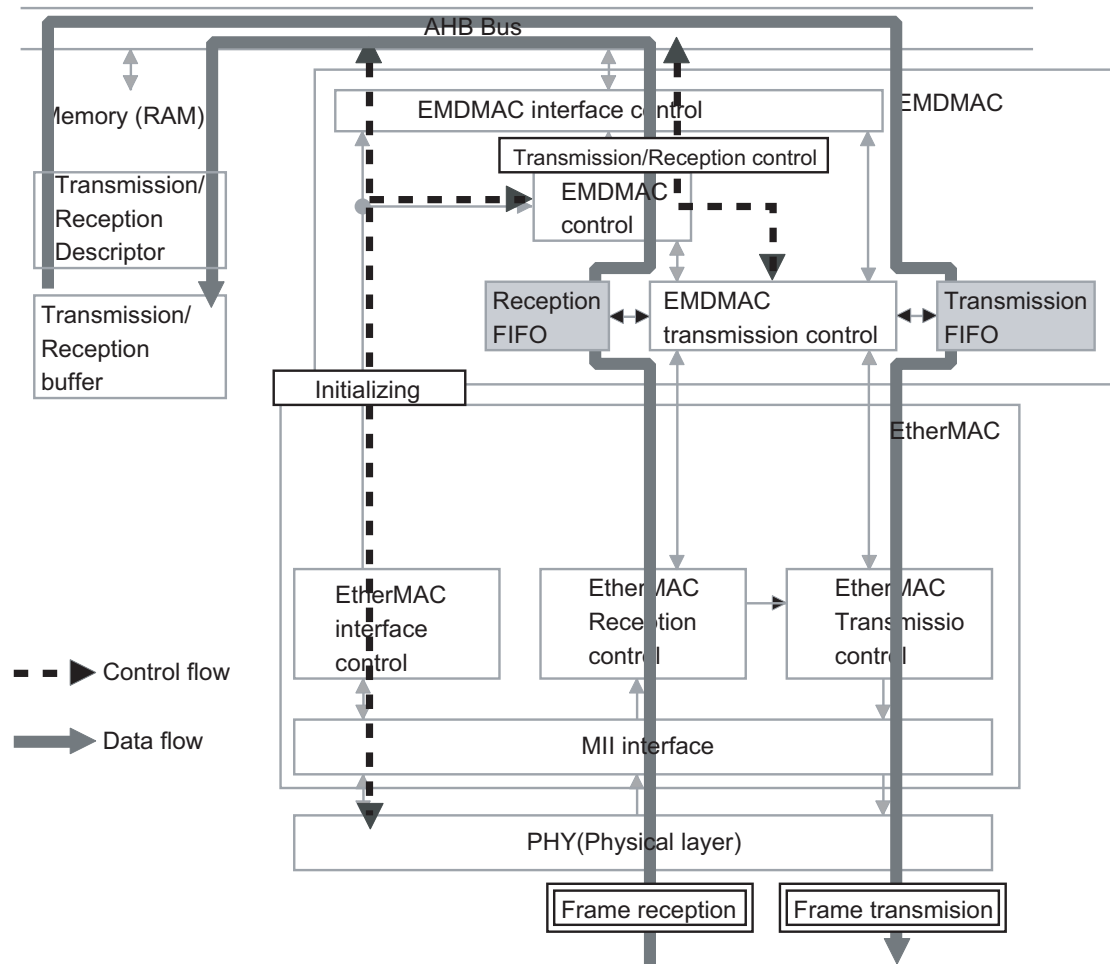 AHB Bus
Memory (RAM)
EMDMAC interface control
EMDMAC
Transmission/Reception control
Transmission/
Reception
Descriptor
EMDMAC
control
Transmission/
Reception
buffer
Reception
FIFO
EMDMAC
transmission control
Transmission
FIFO
Initializing
EtherMAC
EtherMAC
interface
control
EtherMAC
Reception
control
EtherMAC
Transmissio
control
Control flow
Data flow
MII interface
PHY(Physical layer)
Frame reception
Frame transmision